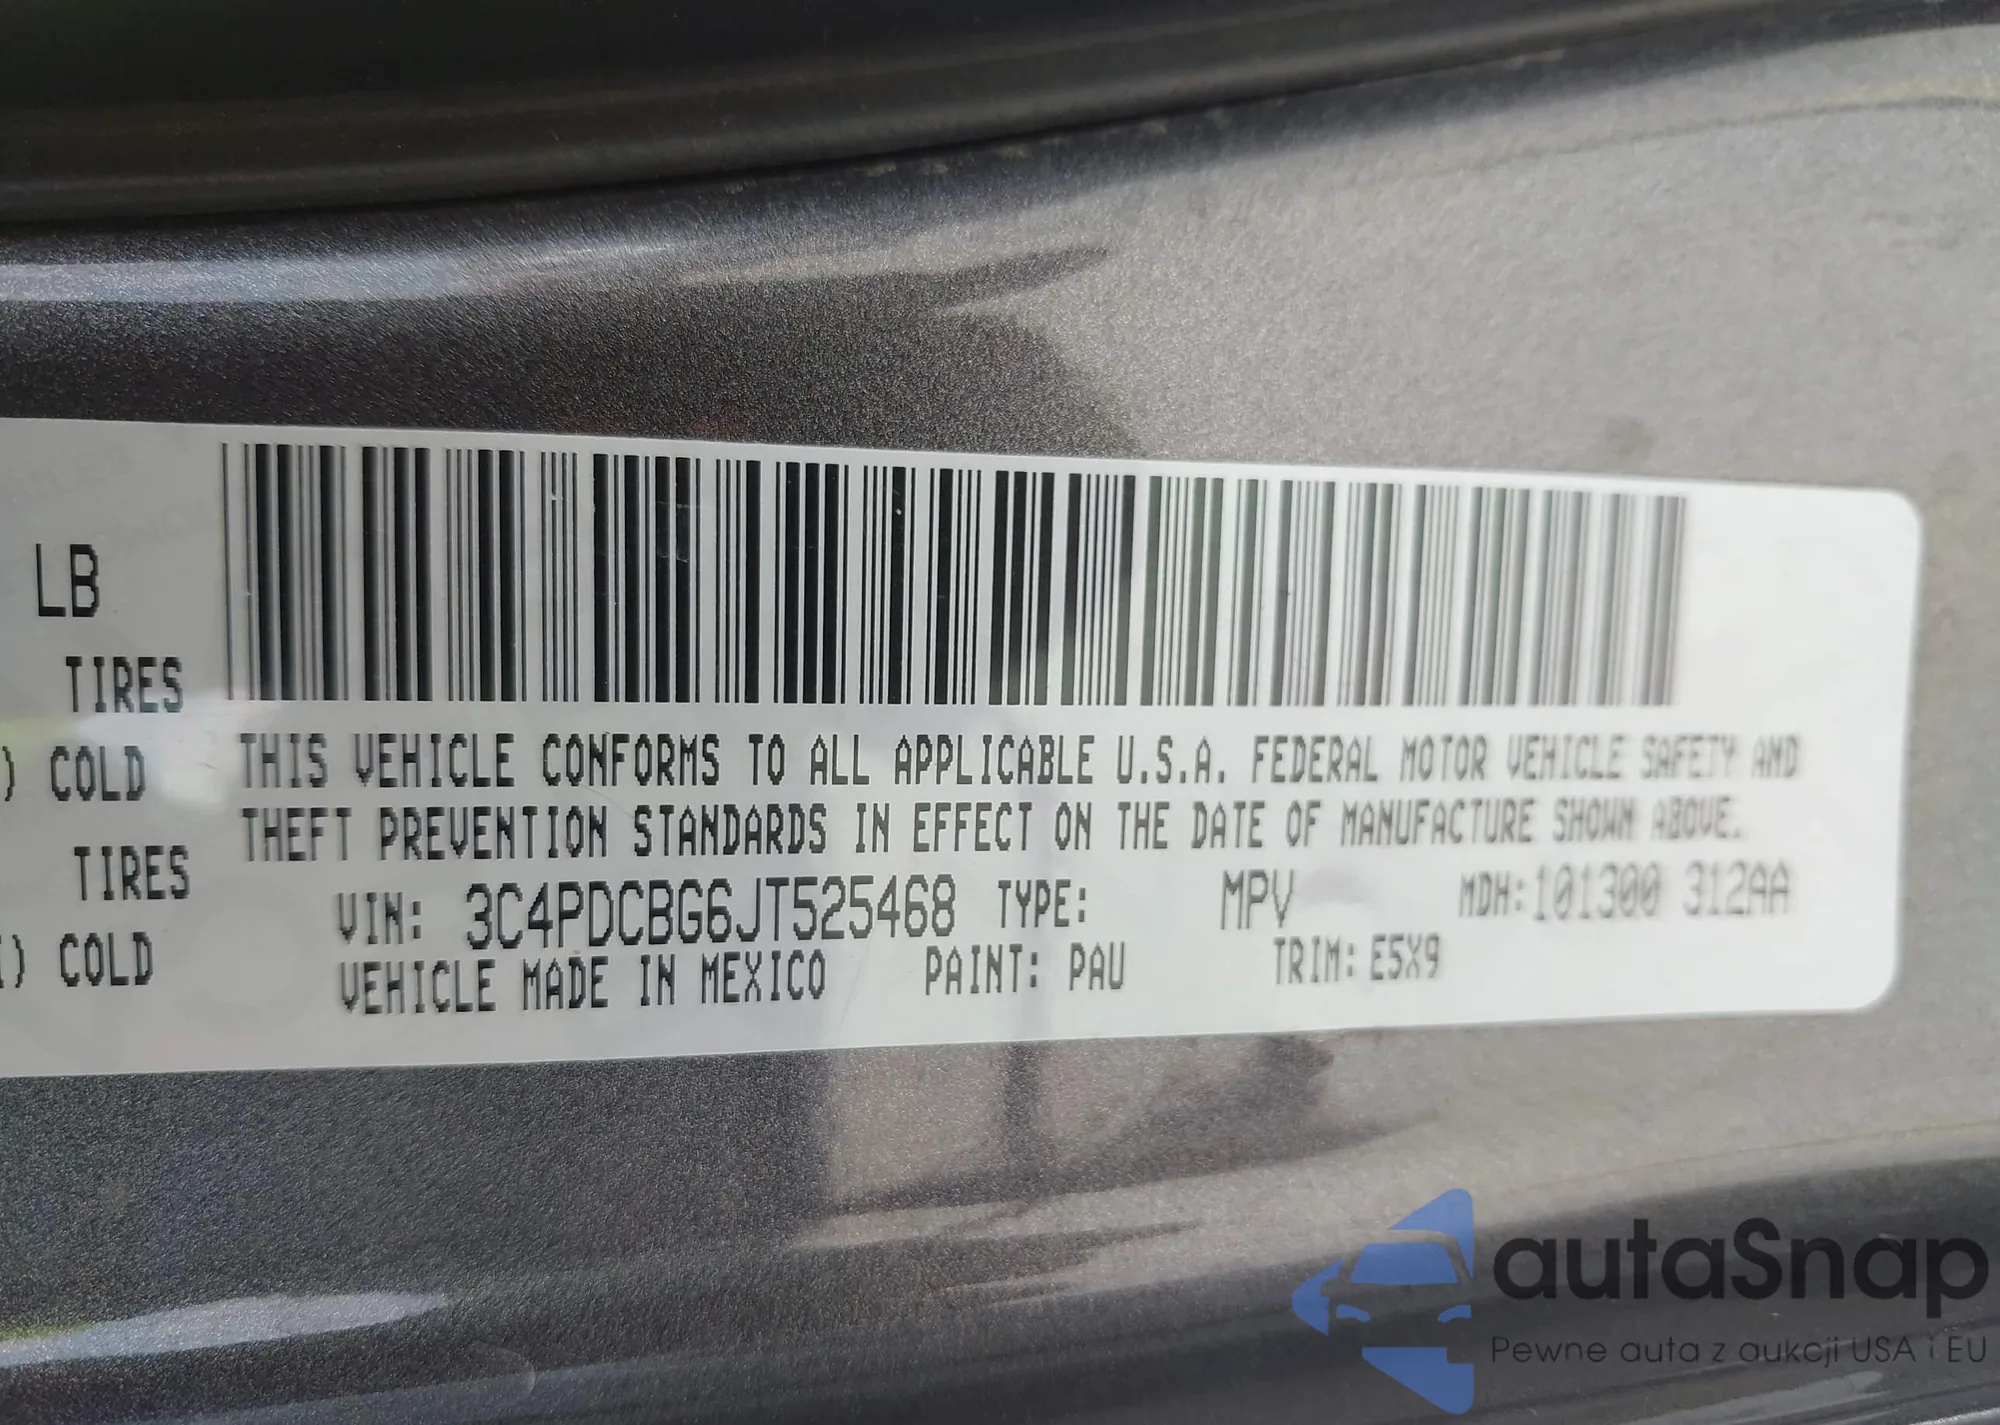 LB
TIRES
) COLD
TIRES
) COLD
THIS VEHICLE CONFORMS TO ALL APPLICABLE U.S.A. FEDERAL MOTOR VEHICLE SAFETY AND
THEFT PREVENTION STANDARDS IN EFFECT ON THE DATE OF MANUFACTURE SHOWN ABOVE.
VIN: 3C4PDCBG6JT525468 TYPE: MPV MDH:101300 312AA
VEHICLE MADE IN MEXICO PAINT: PAU TRIM: E5X9
autaSnap
Pewne auta z aukcji USA i EU